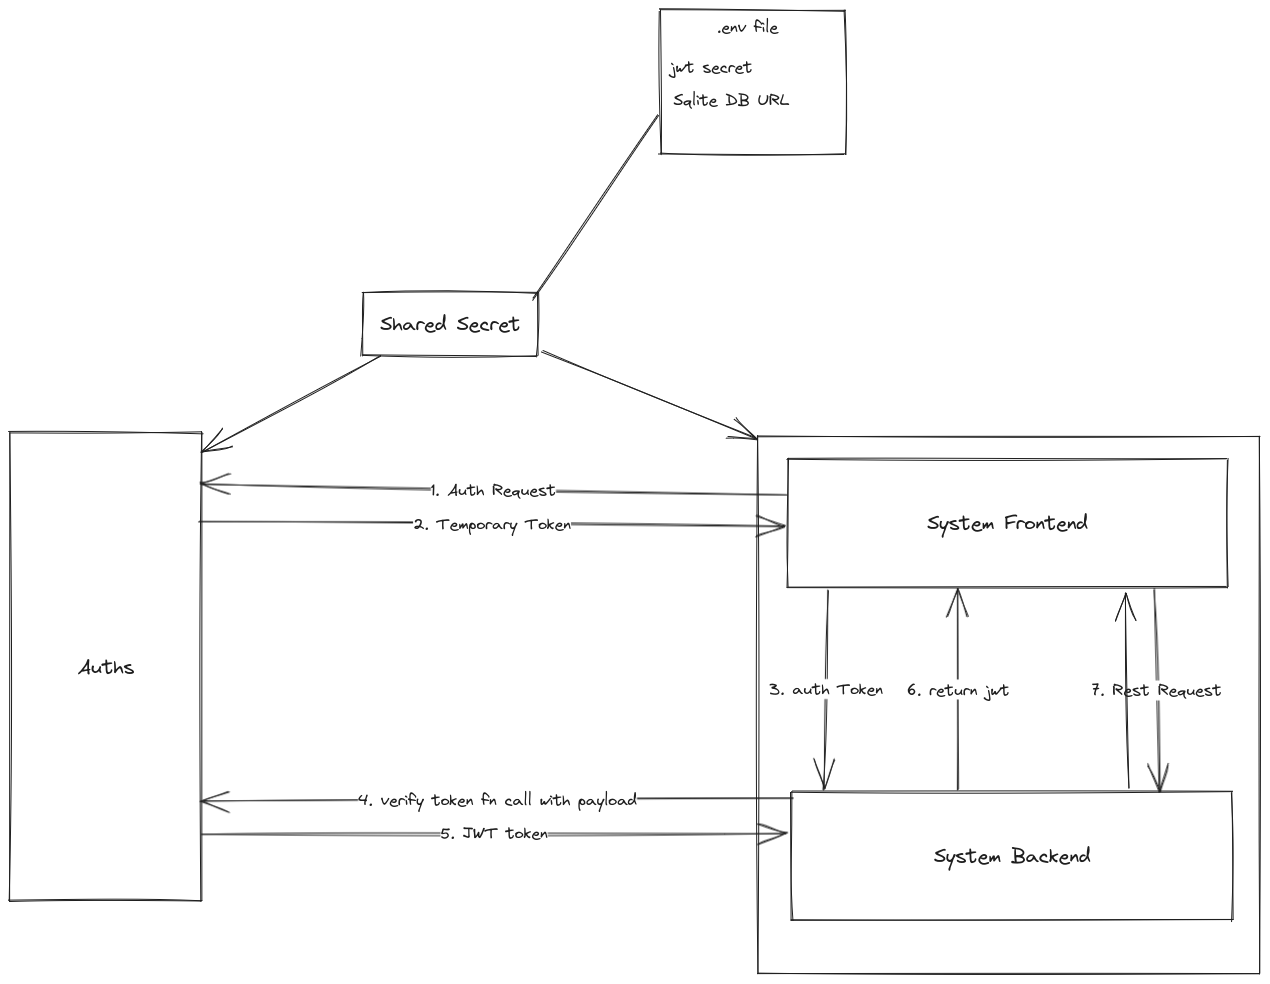 .env file
jwt secret
Sqlite DB URL
Shared Secret
1. Auth Request
2. Temporary Token
System Frontend
Auths
3. auth Token
6. return jwt
7. Rest Request
4. verify token fn call with payload
5. JWT token
System Backend